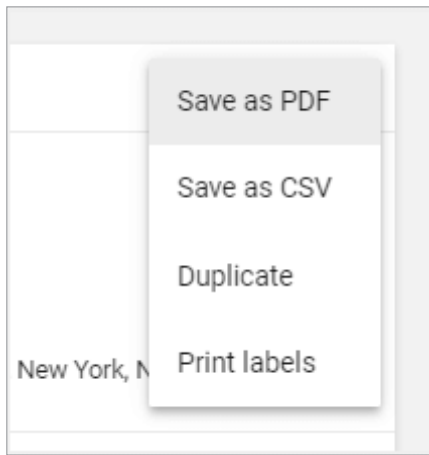 Save as PDF
Save as CSV
Duplicate
Print labels
New York,